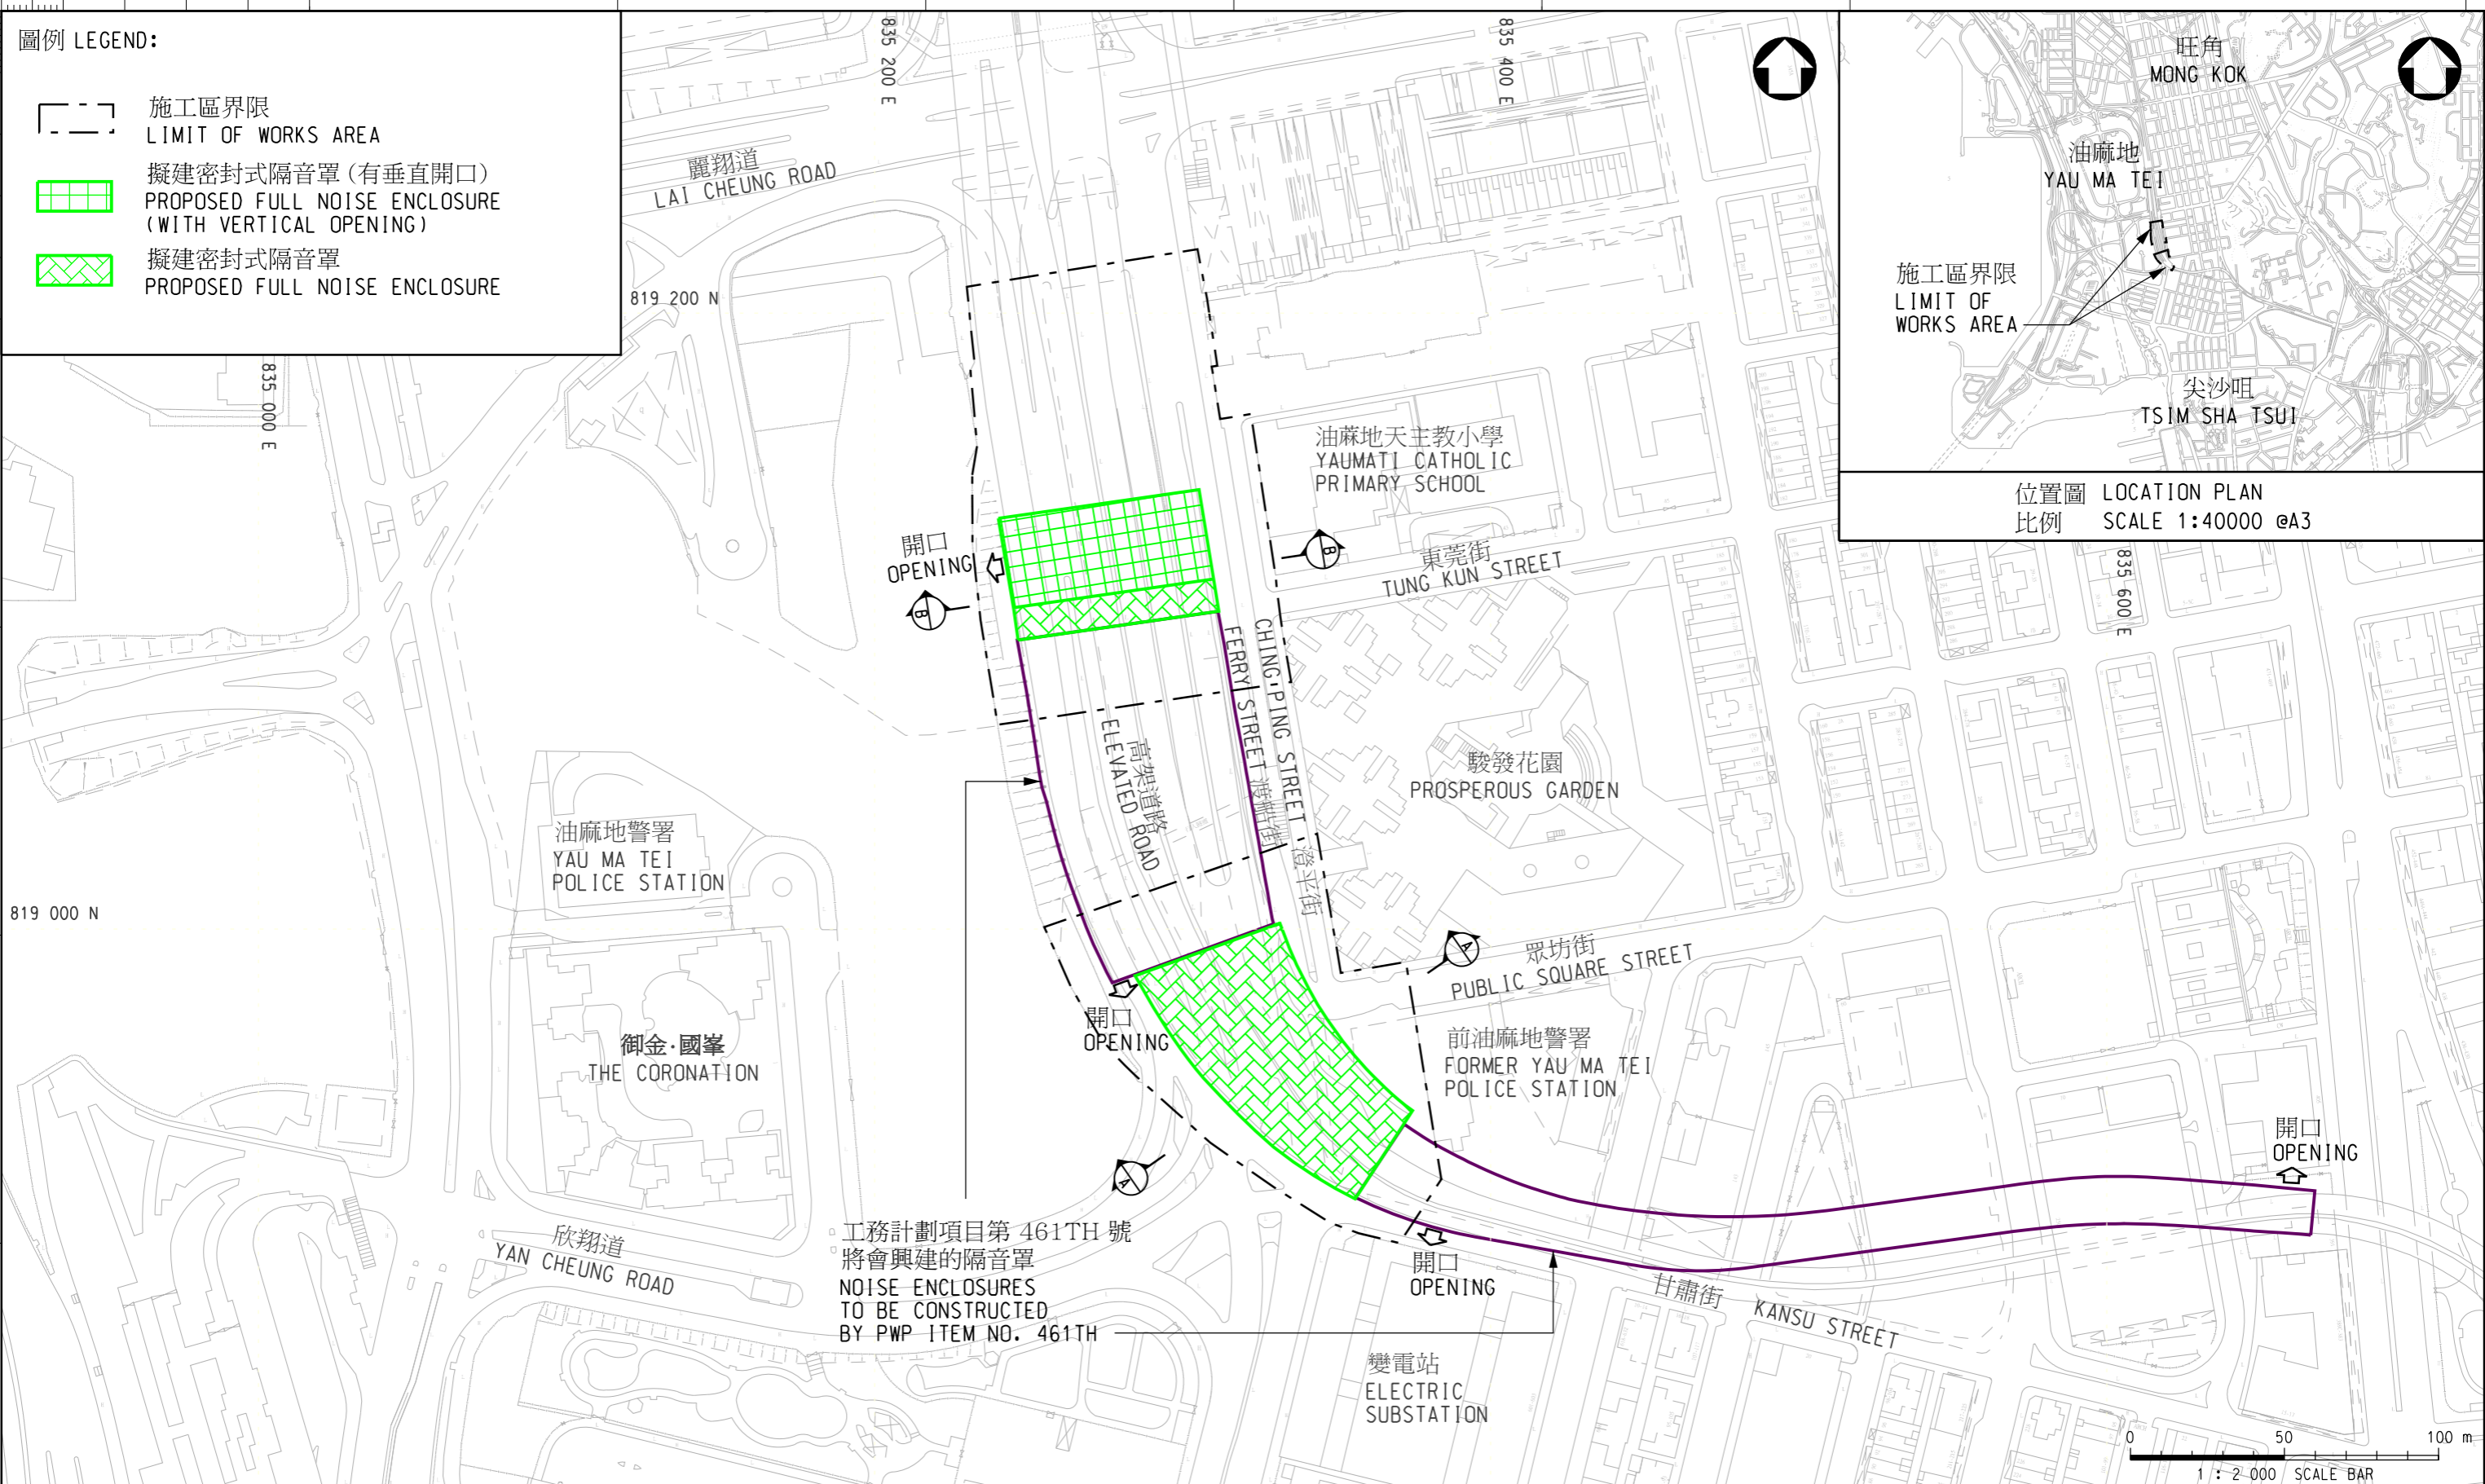 圖例 LEGEND:
施工區界限
LIMIT OF WORKS AREA
擬建密封式隔音罩 (有垂直開口)
PROPOSED FULL NOISE ENCLOSURE
(WITH VERTICAL OPENING)
擬建密封式隔音罩
PROPOSED FULL NOISE ENCLOSURE
835 000 E
835 200 E
835 400 E
835 600 E
819 200 N
819 000 N
麗翔道
LAI CHEUNG ROAD
旺角
MONG KOK
油麻地
YAU MA TEI
施工區界限
LIMIT OF
WORKS AREA
尖沙咀
TSIM SHA TSUI
位置圖 LOCATION PLAN
比例 SCALE 1:40000 @A3
油蔴地天主教小學
YAUMATI CATHOLIC
PRIMARY SCHOOL
開口
OPENING
B
B
東莞街
TUNG KUN STREET
CHING PING STREET 澄平街
FERRY STREET 渡船街
高架道路
ELEVATED ROAD
駿發花園
PROSPEROUS GARDEN
油麻地警署
YAU MA TEI
POLICE STATION
A
眾坊街
PUBLIC SQUARE STREET
開口
OPENING
御金·國峯
THE CORONATION
前油麻地警署
FORMER YAU MA TEI
POLICE STATION
A
開口
OPENING
欣翔道
YAN CHEUNG ROAD
工務計劃項目第 461TH 號
將會興建的隔音罩
NOISE ENCLOSURES
TO BE CONSTRUCTED
BY PWP ITEM NO. 461TH
開口
OPENING
甘肅街 KANSU STREET
變電站
ELECTRIC
SUBSTATION
0 50 100 m
1 : 2 000 SCALE BAR